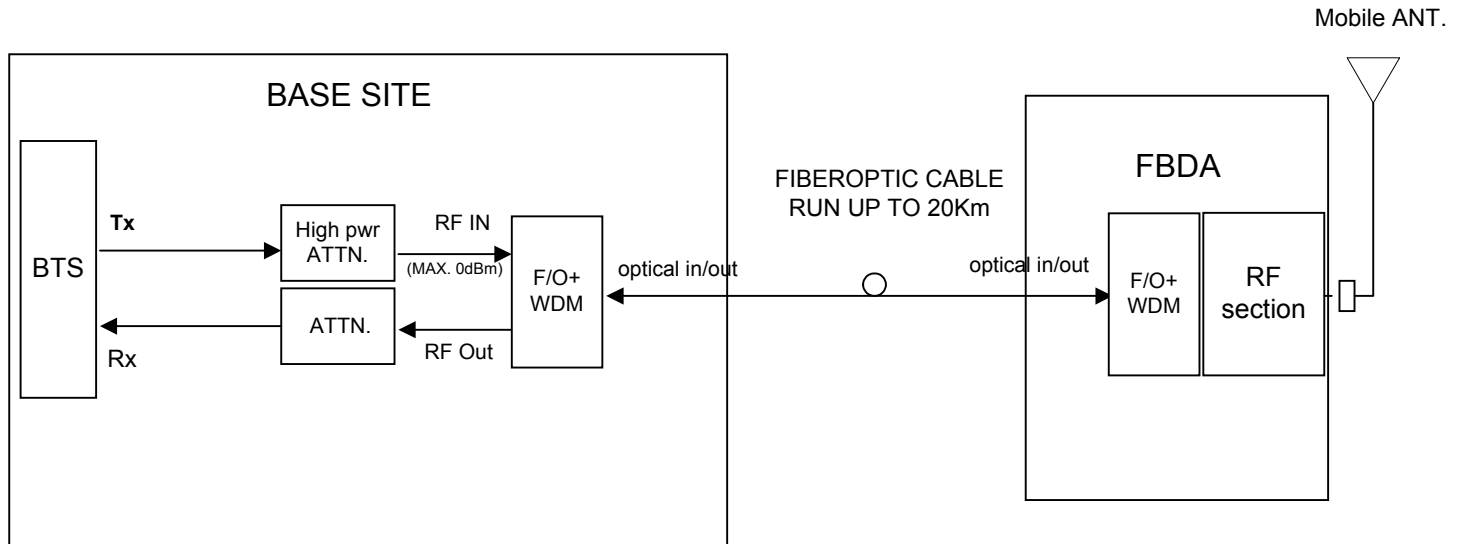 Mobile ANT.
BASE SITE
BTS
Tx
High pwr
ATTN.
RF IN
(MAX. 0dBm)
F/O+
WDM
ATTN.
RF Out
Rx
optical in/out
FIBEROPTIC CABLE
RUN UP TO 20Km
optical in/out
FBDA
F/O+
WDM
RF
section